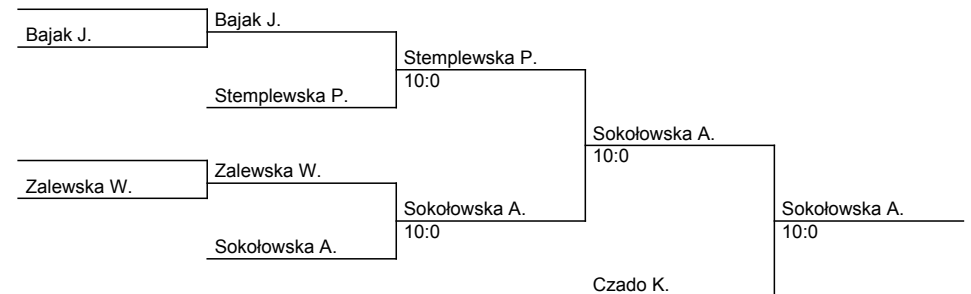 Bajak J.
Bajak J.
Stemplewska P.
10:0
Stemplewska P.
Sokołowska A.
10:0
Zalewska W.
Zalewska W.
Sokołowska A.
10:0
Sokołowska A.
10:0
Sokołowska A.
Czado K.